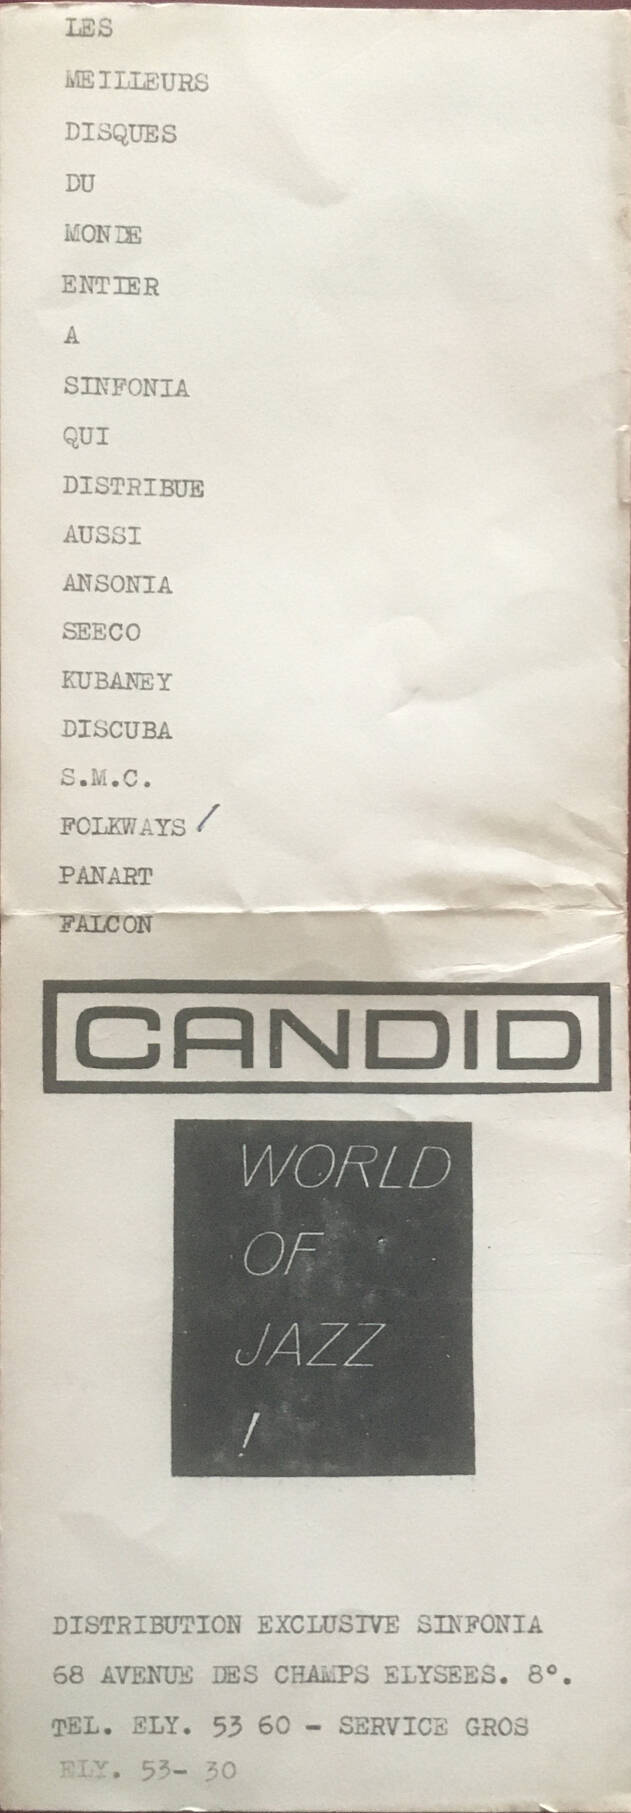 LES
MEILLEURS
DISQUES
DU
MONDE
ENTIER
A
SINFONIA
QUI
DISTRIBUE
AUSSI
ANSONIA
SEECO
KUBANEY
DISCUBA
S.M.C.
FOLKWAYS /
PANART
FALCON
CANDID
WORLD
OF
JAZZ
!
DISTRIBUTION EXCLUSIVE SINFONIA
68 AVENUE DES CHAMPS ELYSEES. 8°.
TEL. ELY. 53 60 - SERVICE GROS
ELY. 53- 30